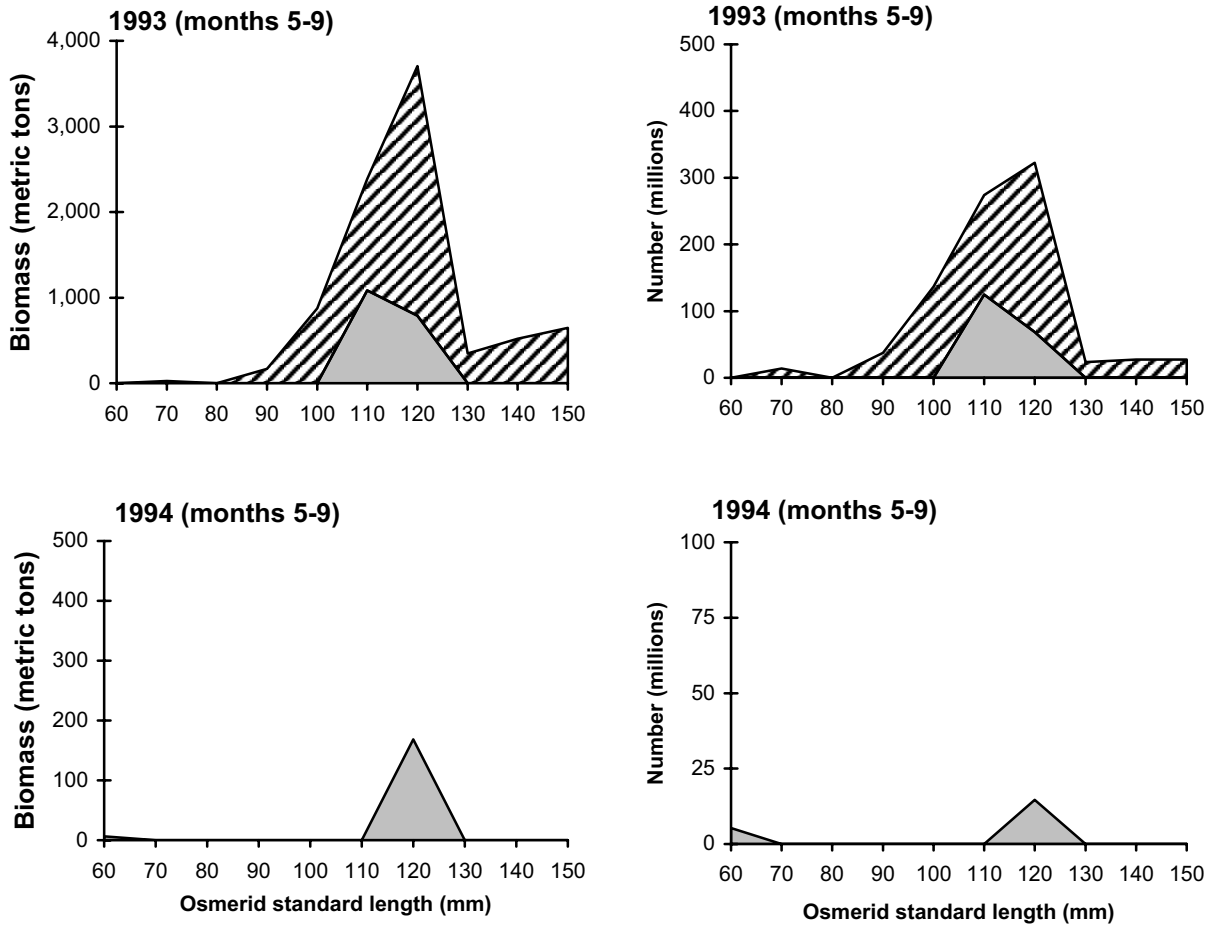 1993 (months 5-9)
Biomass (metric tons)
4,000
3,000
2,000
1,000
0
60 70 80 90 100 110 120 130 140 150
1993 (months 5-9)
Number (millions)
500
400
300
200
100
0
60 70 80 90 100 110 120 130 140 150
1994 (months 5-9)
Biomass (metric tons)
500
400
300
200
100
0
60 70 80 90 100 110 120 130 140 150
Osmerid standard length (mm)
1994 (months 5-9)
Number (millions)
100
75
50
25
0
60 70 80 90 100 110 120 130 140 150
Osmerid standard length (mm)